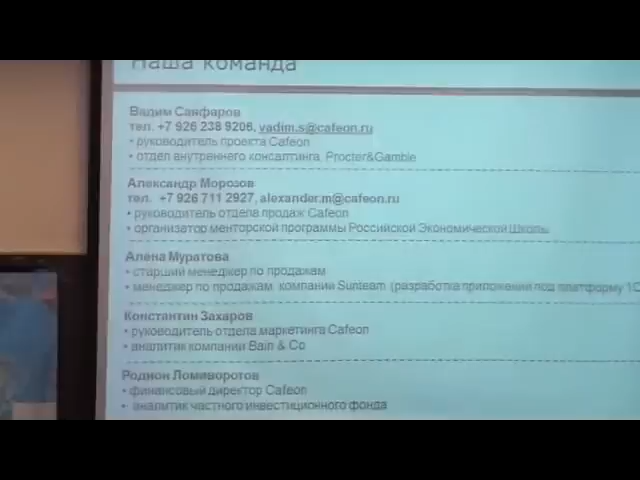 Наша команда
Вадим Саяфаров
тел. +7 926 238 9206, vadim.s@cafeon.ru
• руководитель проекта Cafeon
• отдел внутреннего консалтинга, Procter&Gamble
Александр Морозов
тел. +7 926 711 2927, alexander.m@cafeon.ru
• руководитель отдела продаж Cafeon
• организатор менторской программы Российской Экономической Школы
Алена Муратова
• старший менеджер по продажам
• менеджер по продажам компании Sunteam (разработка приложения под платформу 1С
Константин Захаров
• руководитель отдела маркетинга Cafeon
• аналитик компании Bain & Co
Родион Ломиворотов
• финансовый директор Cafeon
• аналитик частного инвестиционного фонда